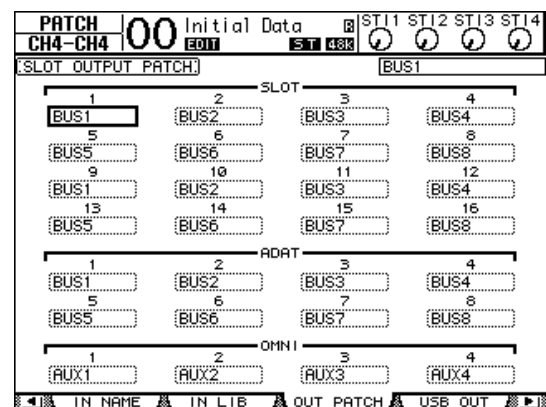 PATCH
CH4-CH4
00 Initial Data
EDIT ST 48K
ST11 ST12 ST13 ST14
SLOT OUTPUT PATCH
BUS1
SLOT
1 2 3 4
BUS1 BUS2 BUS3 BUS4
5 6 7 8
BUS5 BUS6 BUS7 BUS8
9 10 11 12
BUS1 BUS2 BUS3 BUS4
13 14 15 16
BUS5 BUS6 BUS7 BUS8
ADAT
1 2 3 4
BUS1 BUS2 BUS3 BUS4
5 6 7 8
BUS5 BUS6 BUS7 BUS8
OMNI
1 2 3 4
AUX1 AUX2 AUX3 AUX4
IN NAME IN LIB OUT PATCH USB OUT